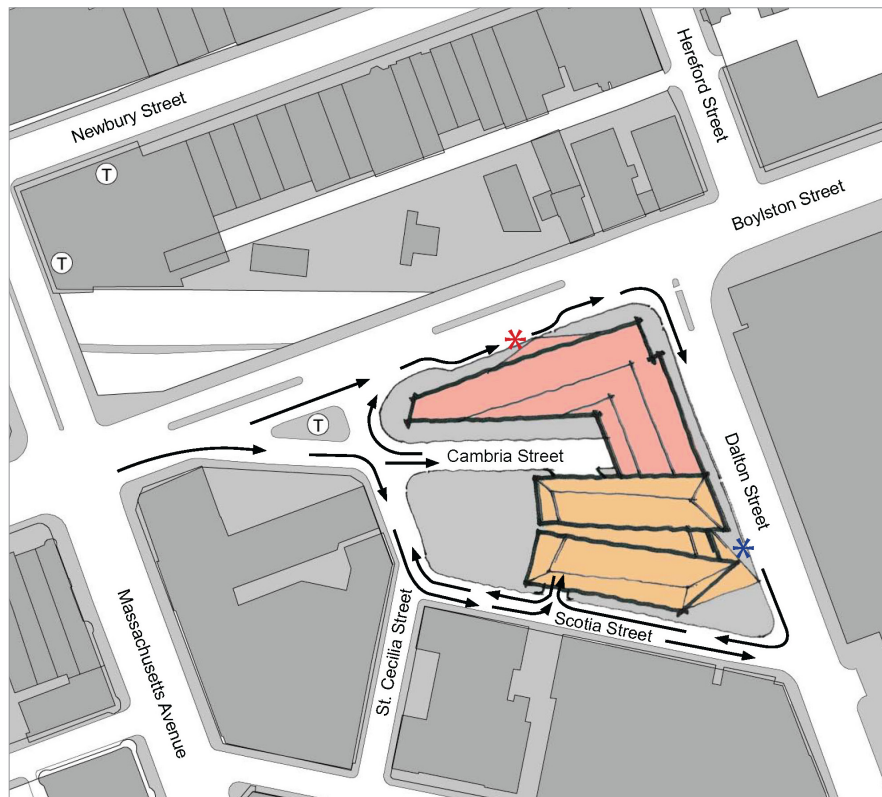 Hereford Street
Newbury Street
T
Boylston Street
T
T
Cambria Street
Dalton Street
St. Cecilia Street
Scotia Street
Massachusetts Avenue